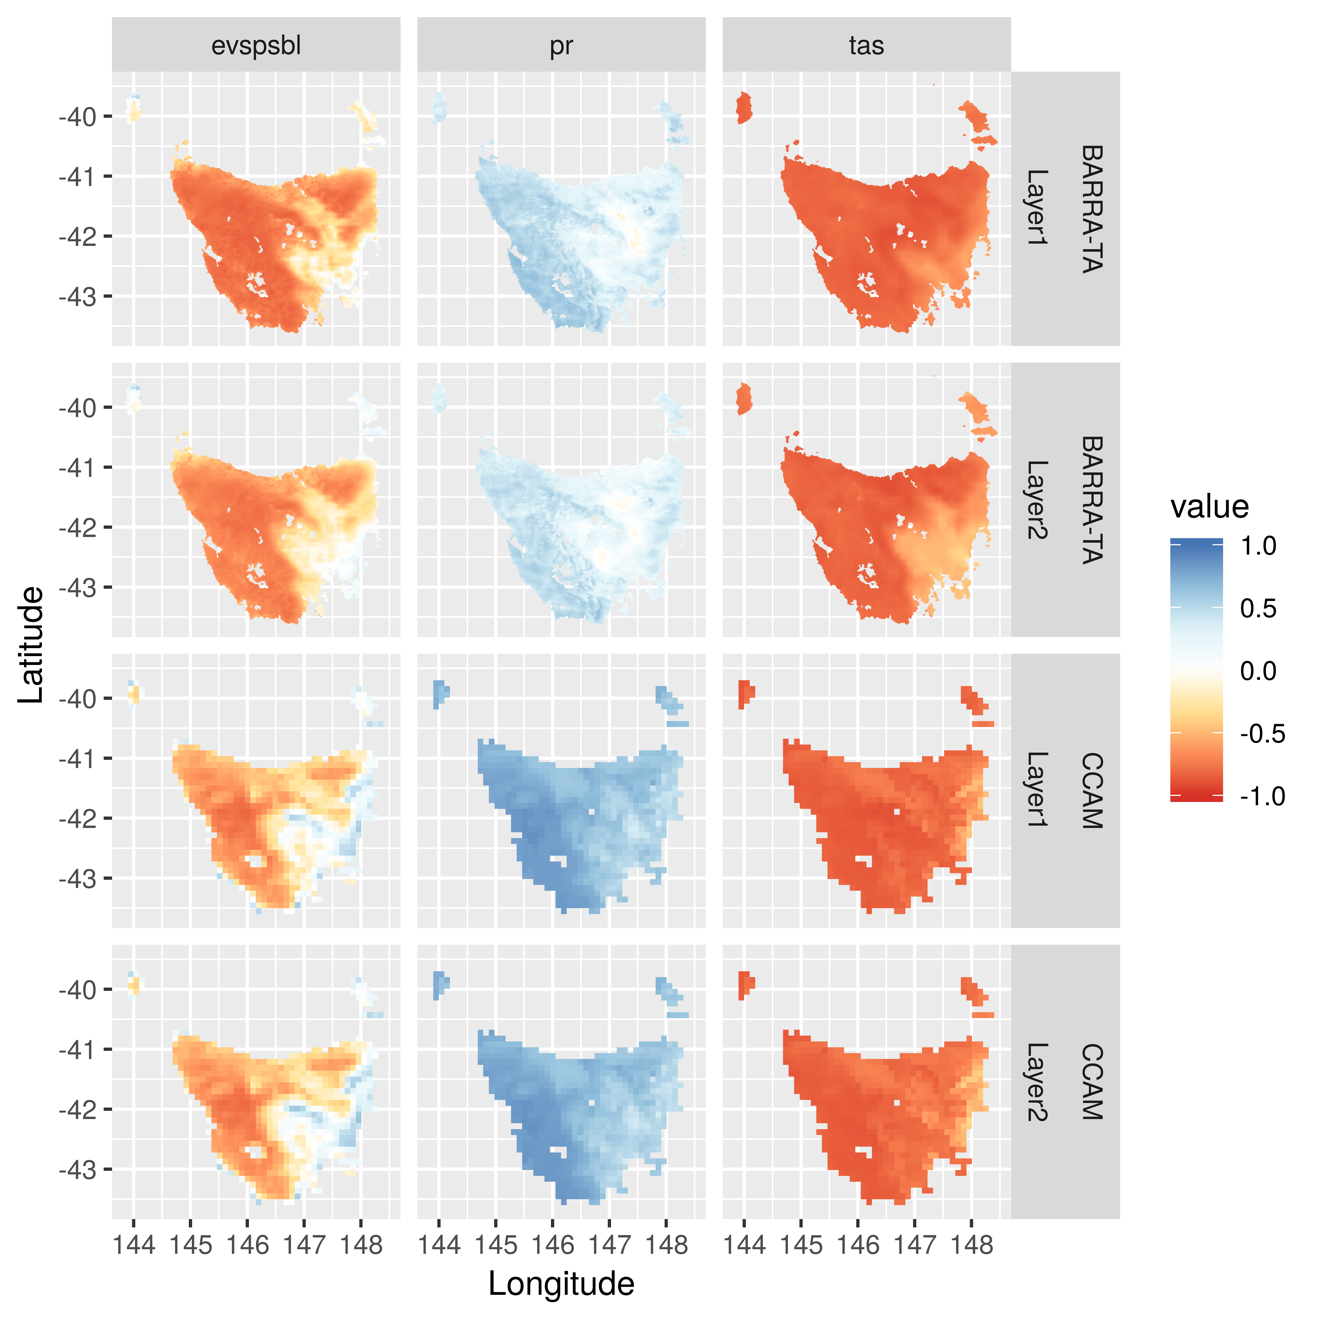 evspsbl pr tas
-40
-41
-42
-43
BARRA-TA
Layer1
-40
-41
-42
-43
BARRA-TA
Layer2
-40
-41
-42
-43
CCAM
Layer1
-40
-41
-42
-43
CCAM
Layer2
144 145 146 147 148 144 145 146 147 148 144 145 146 147 148
Longitude
Latitude
value
1.0
0.5
0.0
-0.5
-1.0